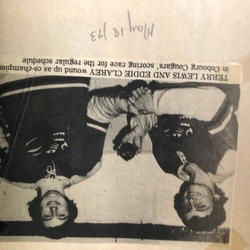 TERRY LEWIS AND EDDIE CLAREY wound up as co-champion
in Cobourg Cougars' scoring race for the regular schedule
May 18/73